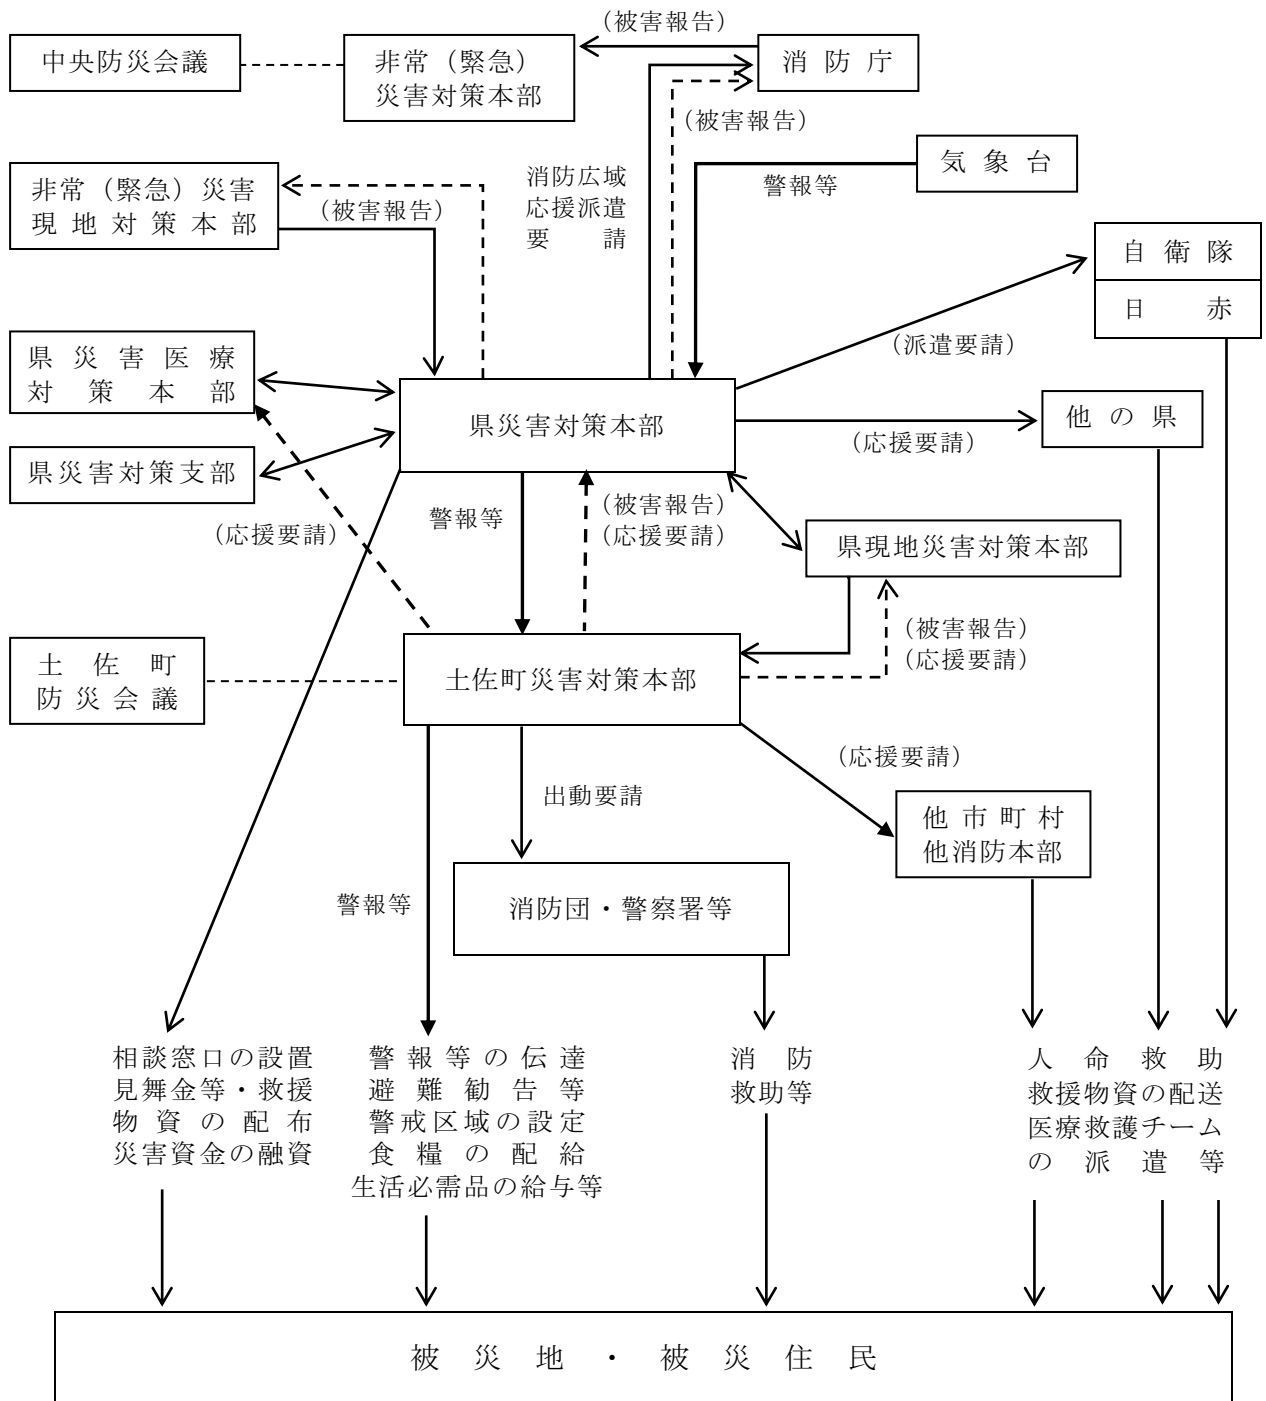 （被害報告）
中央防災会議
非常（緊急）
災害対策本部
消防庁
（被害報告）
気象台
警報等
消防広域
応援派遣
要請
非常（緊急）災害
現地対策本部
（被害報告）
自衛隊
日赤
（派遣要請）
県災害医療
対策本部
県災害対策本部
他の県
（応援要請）
県災害対策支部
（応援要請）
警報等
（被害報告）
（応援要請）
県現地災害対策本部
（被害報告）
（応援要請）
土佐町
防災会議
土佐町災害対策本部
（応援要請）
出動要請
他市町村
他消防本部
警報等
消防団・警察署等
相談窓口の設置
見舞金等・救援
物資の配布
災害資金の融資
警報等の伝達
避難勧告等
警戒区域の設定
食糧の配給
生活必需品の給与等
消防
救助等
人命救助
救援物資の配送
医療救護チーム
の派遣等
被災地・被災住民